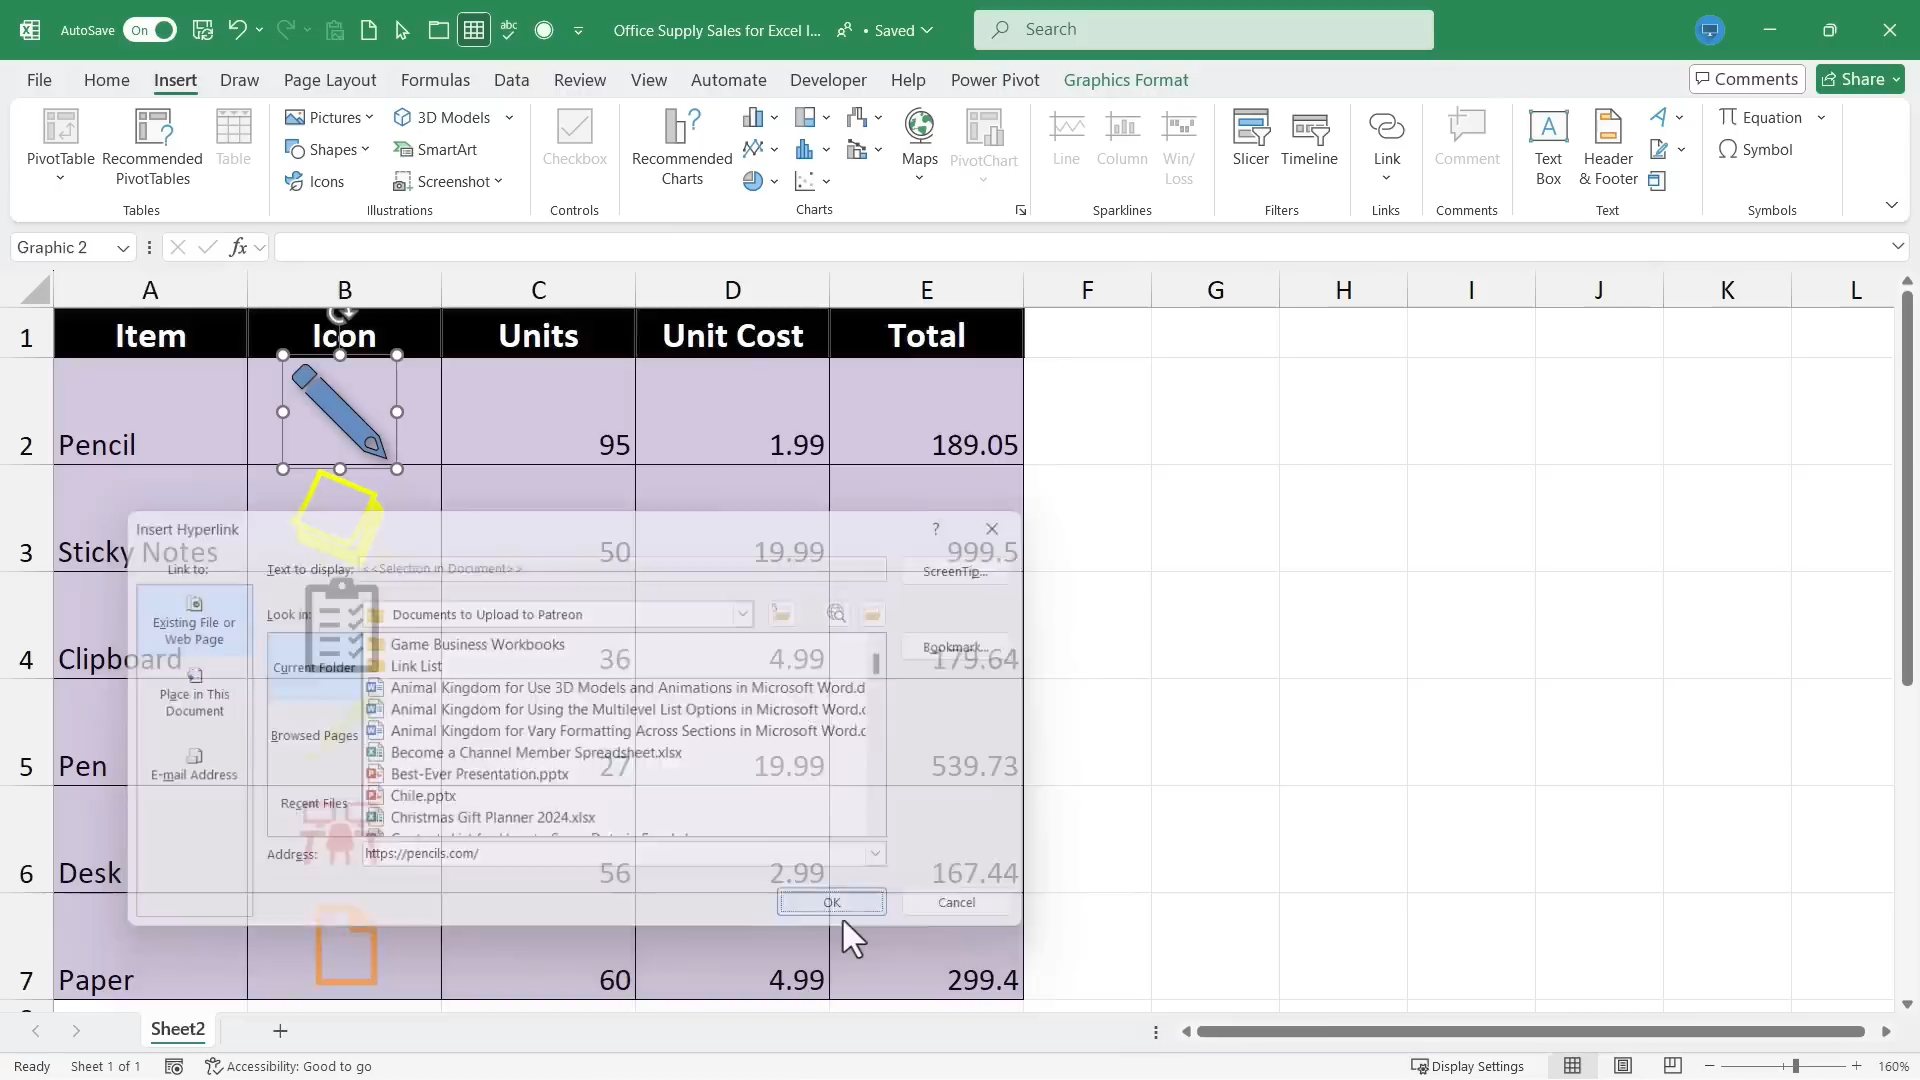 AutoSave On abc Office Supply Sales for Excel I... • Saved Search
File Home Insert Draw Page Layout Formulas Data Review View Automate Developer Help Power Pivot Graphics Format Comments Share
PivotTable Recommended PivotTables Table Pictures Shapes Icons 3D Models SmartArt Screenshot Checkbox Recommended Charts Maps PivotChart Line Column Win/Loss Slicer Timeline Link Comment Text Box Header & Footer Equation Symbol
Tables Illustrations Controls Charts Sparklines Filters Links Comments Text Symbols
Graphic 2 fx
A B C D E F G H I J K L
1 Item Icon Units Unit Cost Total
2 Pencil 95 1.99 189.05
3 Sticky Notes 50 19.99 999.5
4 Clipboard 36 4.99 179.64
5 Pen 27 19.99 539.73
6 Desk 56 2.99 167.44
7 Paper 60 4.99 299.4
Insert Hyperlink ?
Link to: Text to display: <<Selection in Document>> ScreenTip...
Existing File or Web Page
Place in This Document
E-mail Address
Look in: Documents to Upload to Patreon
Current Folder
Browsed Pages
Recent Files
Game Business Workbooks
Link List
Animal Kingdom for Use 3D Models and Animations in Microsoft Word.d
Animal Kingdom for Using the Multilevel List Options in Microsoft Word.c
Animal Kingdom for Vary Formatting Across Sections in Microsoft Word.c
Become a Channel Member Spreadsheet.xlsx
Best-Ever Presentation.pptx
Chile.pptx
Christmas Gift Planner 2024.xlsx
Bookmark...
Address: https://pencils.com/
OK Cancel
Sheet2
Ready Sheet 1 of 1 Accessibility: Good to go Display Settings 160%